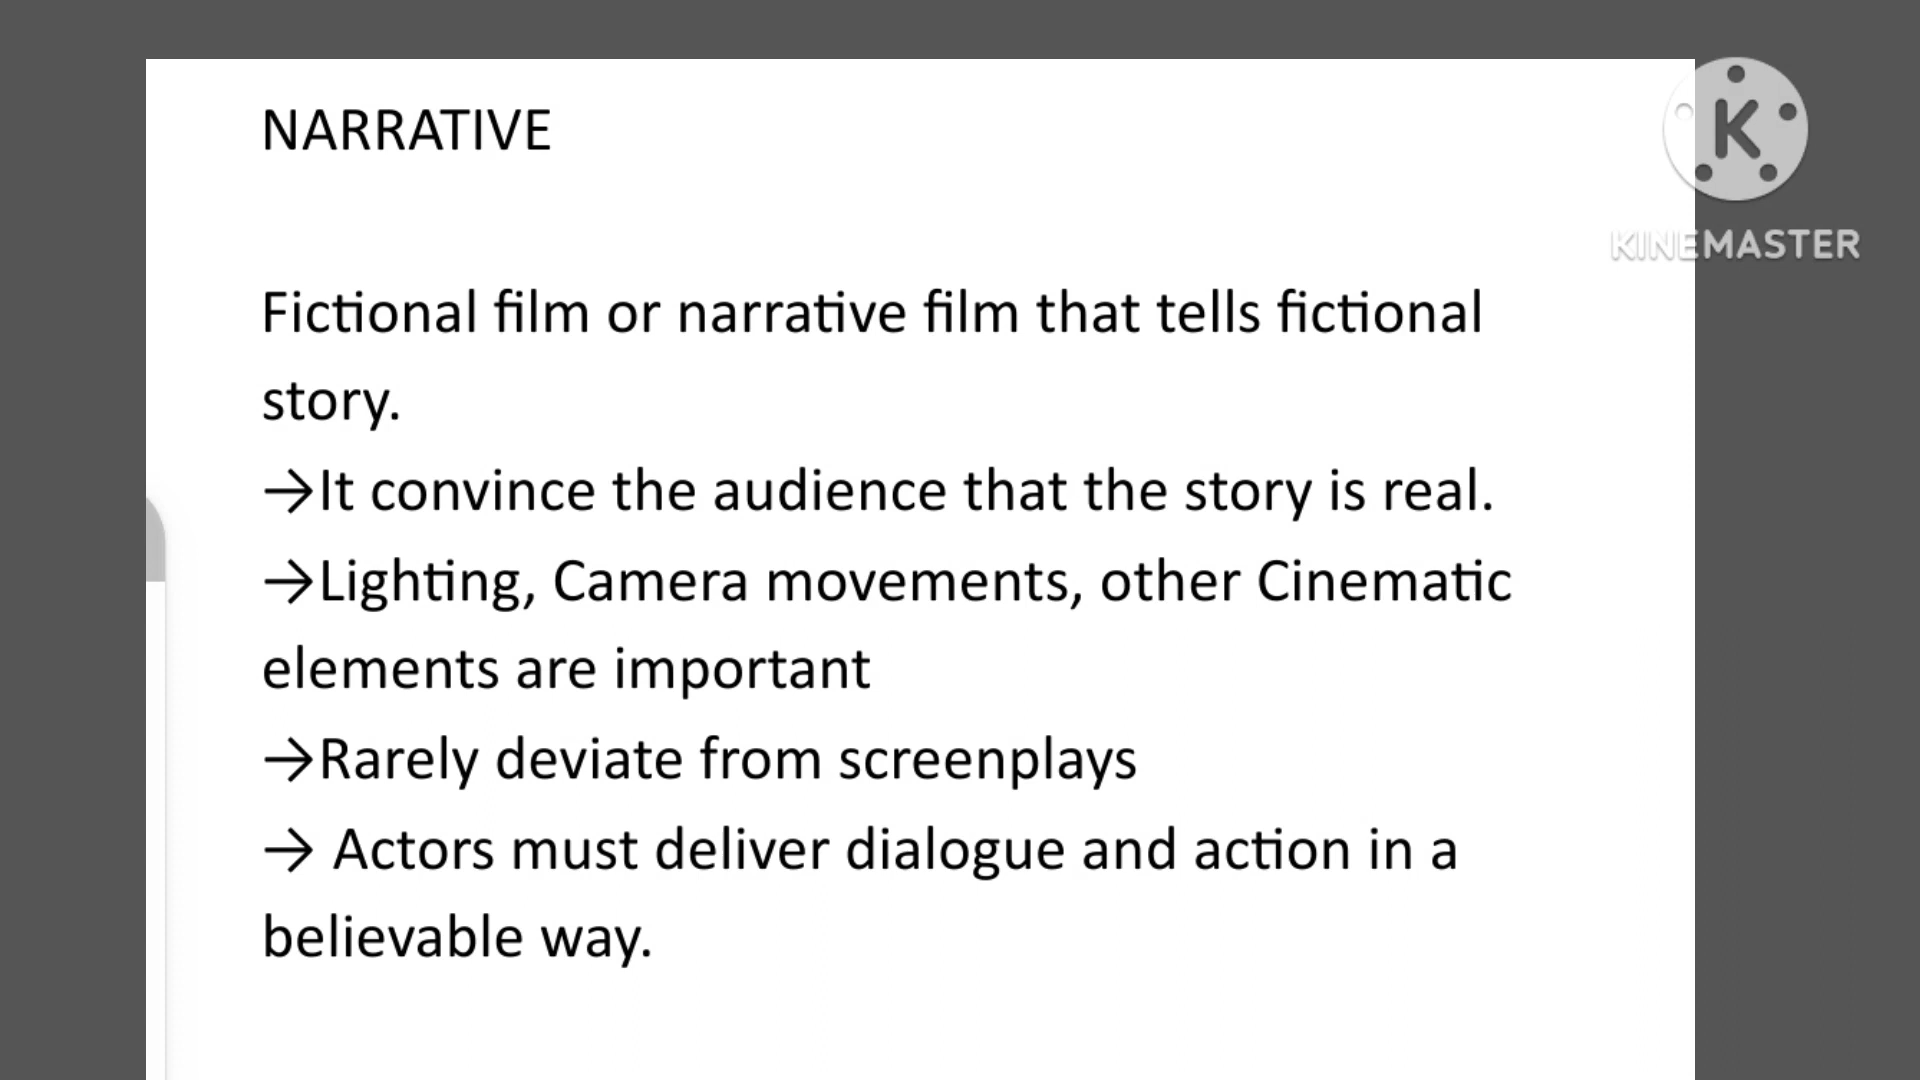 NARRATIVE
Fictional film or narrative film that tells fictional
story.
→It convince the audience that the story is real.
→Lighting, Camera movements, other Cinematic
elements are important
→Rarely deviate from screenplays
→ Actors must deliver dialogue and action in a
believable way.
K
KINEMASTER